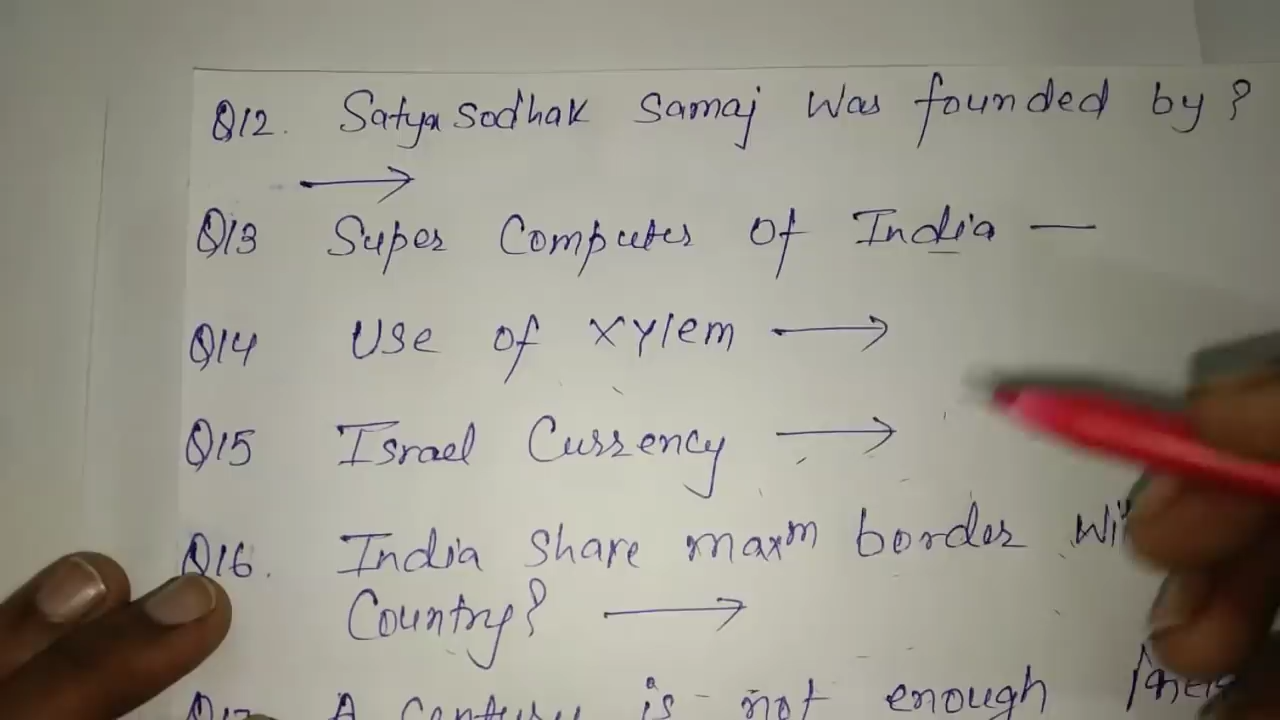 Q12. Satyasodhak Samaj was founded by?
Q13 Super Computer of India —
Q14 Use of xylem →
Q15 Israel Currency →
Q16. India share maxm border
Country? →
A century is not enough